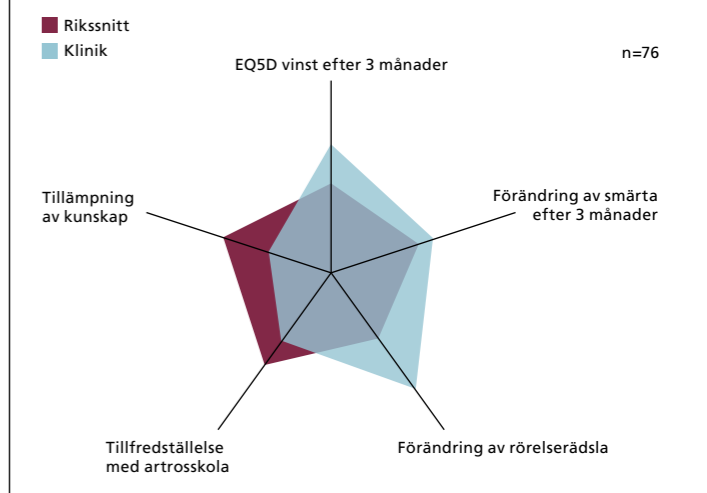 Rikssnitt
Klinik
n=76
EQ5D vinst efter 3 månader
Tillämpning
av kunskap
Förändring av smärta
efter 3 månader
Tillfredställelse
med artrosskola
Förändring av rörelserädsla